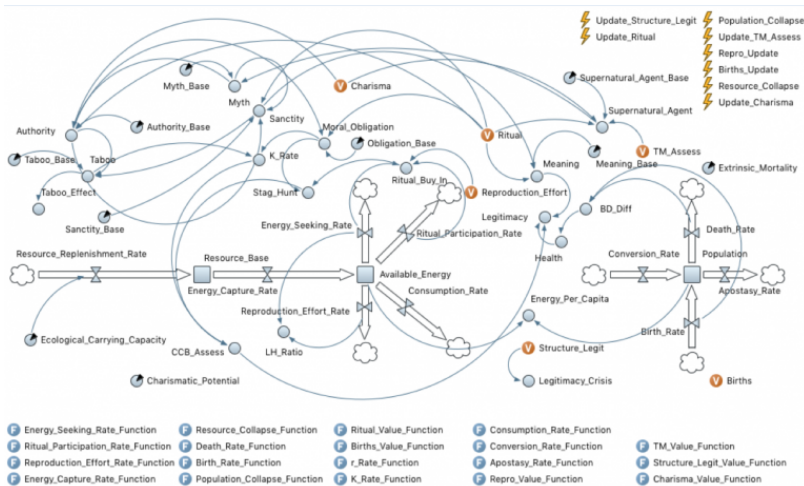 Update_Structure_Legit
Population_Collapse
Update_Ritual
Update_TM_Assess
Repro_Update
Births_Update
Resource_Collapse
Update_Charisma
Myth_Base
Myth
Charisma
Supernatural_Agent_Base
Sanctity
Supernatural_Agent
Authority
Authority_Base
Moral_Obligation
Ritual
Obligation_Base
TM_Assess
Taboo_Base
Taboo
K_Rate
Meaning
Meaning_Base
Extrinsic_Mortality
Taboo_Effect
Stag_Hunt
Ritual_Buy_In
Reproduction_Effort
Sanctity_Base
Energy_Seeking_Rate
Ritual_Participation_Rate
Legitimacy
BD_Diff
Death_Rate
Health
Resource_Replenishment_Rate
Resource_Base
Conversion_Rate
Population
Available_Energy
Energy_Capture_Rate
Consumption_Rate
Apostasy_Rate
Reproduction_Effort_Rate
Energy_Per_Capita
Birth_Rate
Ecological_Carrying_Capacity
CCB_Assess
LH_Ratio
Structure_Legit
Charismatic_Potential
Legitimacy_Crisis
Births
V
V
V
V
V
V
F Energy_Seeking_Rate_Function F Resource_Collapse_Function F Ritual_Value_Function F Consumption_Rate_Function
F Ritual_Participation_Rate_Function F Death_Rate_Function F Births_Value_Function F Conversion_Rate_Function F TM_Value_Function
F Reproduction_Effort_Rate_Function F Birth_Rate_Function F r_Rate_Function F Apostasy_Rate_Function F Structure_Legit_Value_Function
F Energy_Capture_Rate_Function F Population_Collapse_Function F K_Rate_Function F Repro_Value_Function F Charisma_Value_Function